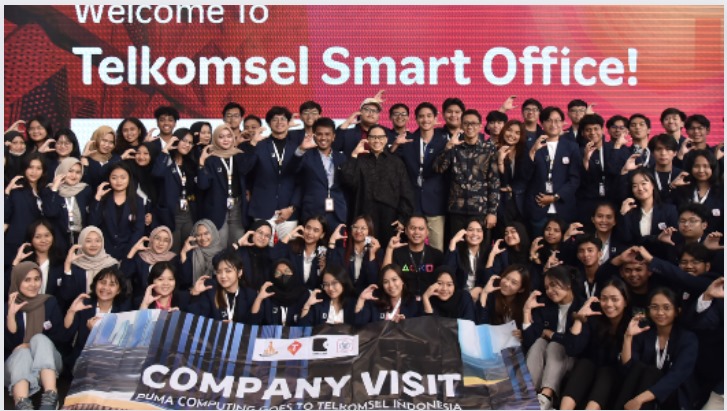 Welcome To
Telkomsel Smart Office!
COMPANY VISIT
PUMA COMPUTING GOES TO TELKOMSEL INDONESIA